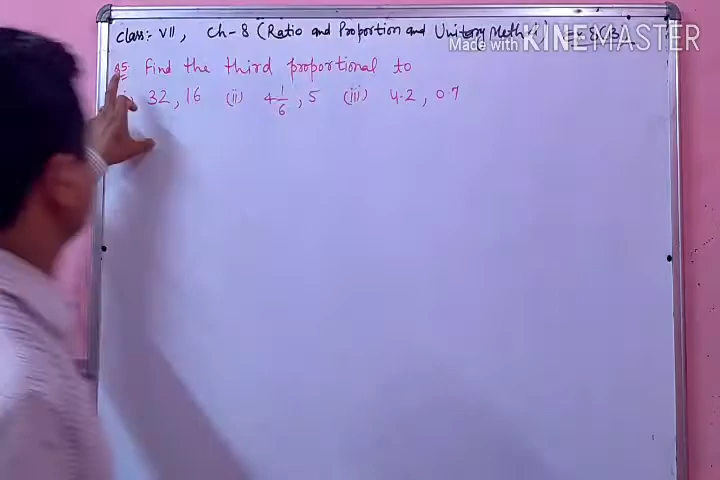 Class:- VII, Ch-8 (Ratio and Proportion and Unitary Method)
Made with KINEMASTER
Q5 Find the third proportional to
32, 16 (ii) 4 1/6, 5 (iii) 4.2, 0.7